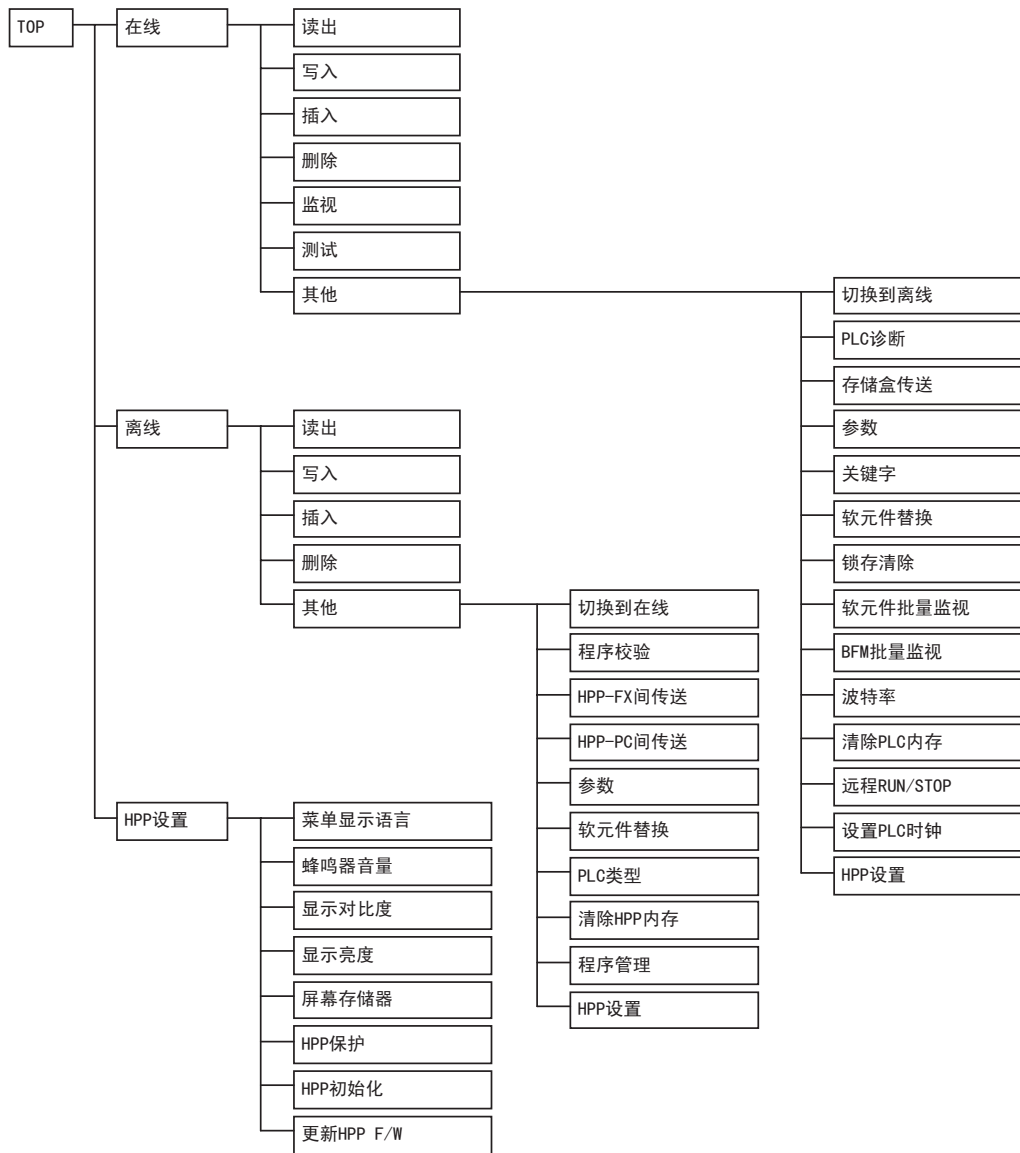 TOP
在线
读出
写入
插入
删除
监视
测试
其他
切换到离线
PLC诊断
存储盒传送
参数
关键字
软元件替换
锁存清除
软元件批量监视
BFM批量监视
波特率
清除PLC内存
远程RUN/STOP
设置PLC时钟
HPP设置
离线
读出
写入
插入
删除
其他
切换到在线
程序校验
HPP-FX间传送
HPP-PC间传送
参数
软元件替换
PLC类型
清除HPP内存
程序管理
HPP设置
HPP设置
菜单显示语言
蜂鸣器音量
显示对比度
显示亮度
屏幕存储器
HPP保护
HPP初始化
更新HPP F/W